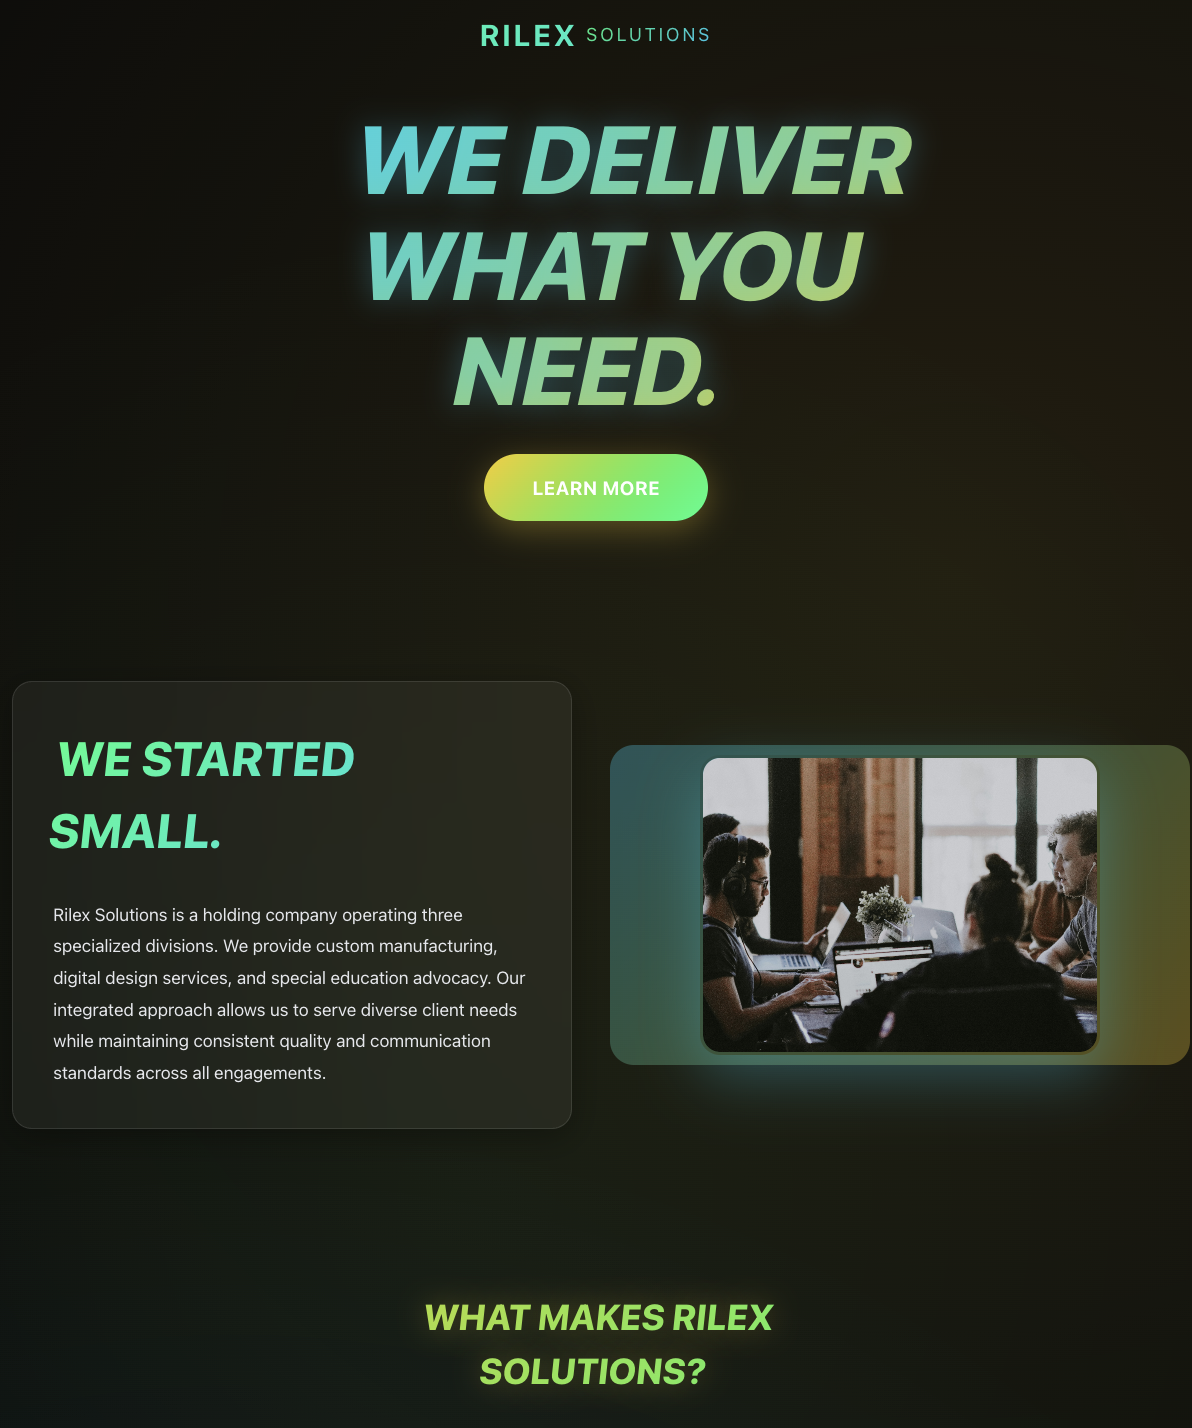 RILEX SOLUTIONS
WE DELIVER
WHAT YOU
NEED.
LEARN MORE
WE STARTED
SMALL.
Rilex Solutions is a holding company operating three
specialized divisions. We provide custom manufacturing,
digital design services, and special education advocacy. Our
integrated approach allows us to serve diverse client needs
while maintaining consistent quality and communication
standards across all engagements.
WHAT MAKES RILEX
SOLUTIONS?